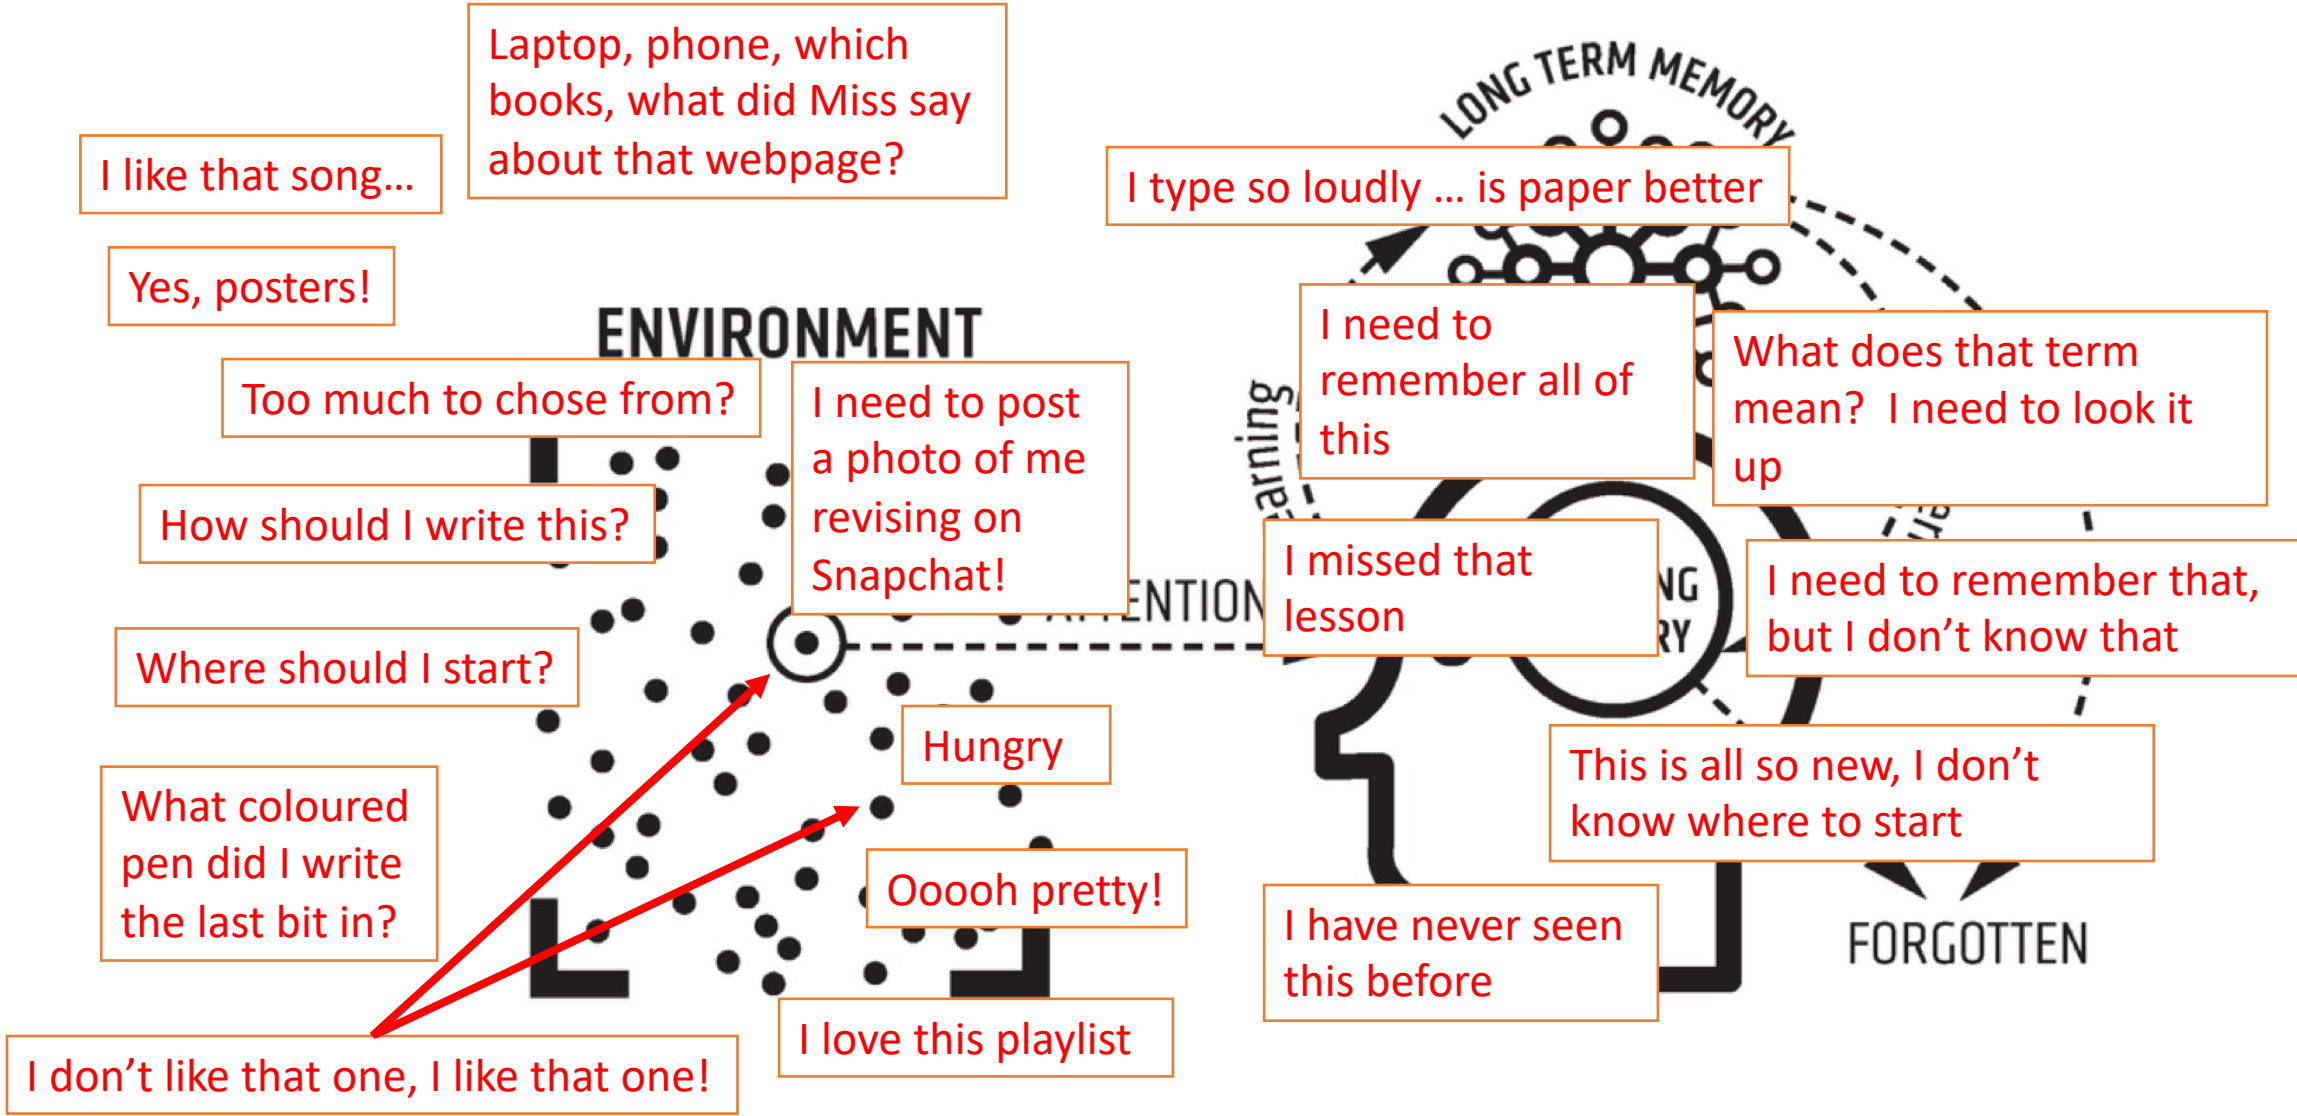 Laptop, phone, which
books, what did Miss say
about that webpage?
I like that song...
Yes, posters!
ENVIRONMENT
Too much to chose from?
I need to post
a photo of me
revising on
Snapchat!
How should I write this?
Where should I start?
What coloured
pen did I write
the last bit in?
Hungry
Ooooh pretty!
I love this playlist
I don't like that one, I like that one!
LONG TERM MEMORY
I type so loudly ... is paper better
I need to
remember all of
this
What does that term
mean? I need to look it
up
I missed that
lesson
I need to remember that,
but I don't know that
This is all so new, I don't
know where to start
I have never seen
this before
FORGOTTEN